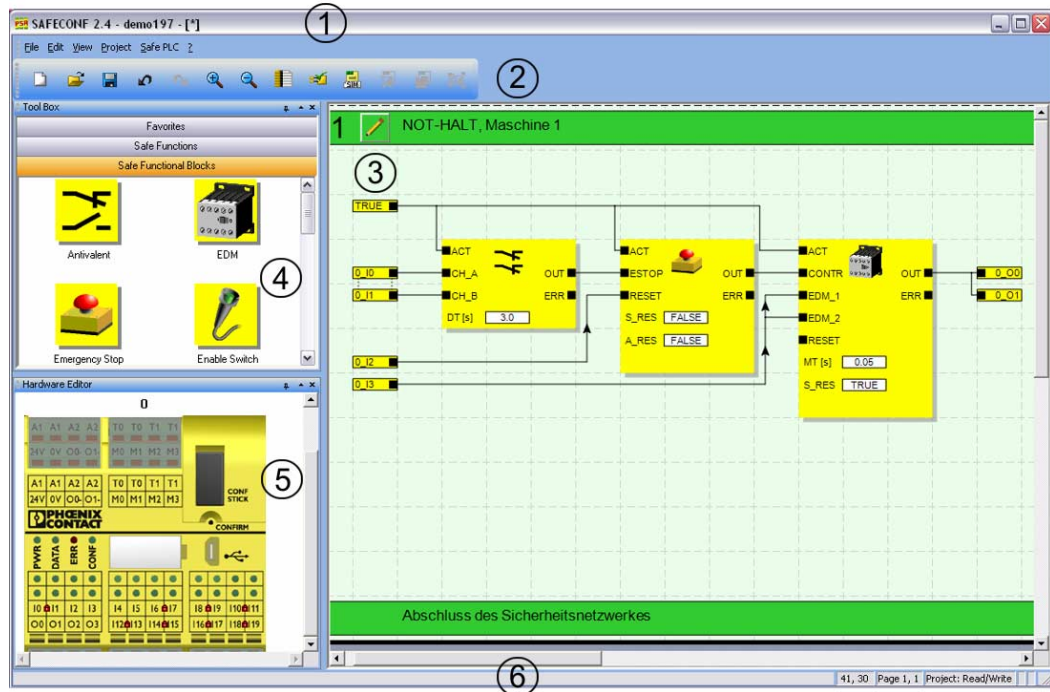 SAFECONF 2.4 - demo197 - [*]
1
File Edit View Project Safe PLC ?
SIM
2
Tool Box
Favorites
Safe Functions
Safe Functional Blocks
Antivalent
EDM
4
Emergency Stop
Enable Switch
Hardware Editor
0
A1 A1 A2 A2 T0 T0 T1 T1
24V 0V O0- O1- M0 M1 M2 M3
A1 A1 A2 A2 T0 T0 T1 T1
24V 0V O0- O1- M0 M1 M2 M3
CONF
STICK
5
PHŒNIX
CONTACT
CONFIRM
PWR DATA ERR CONF
I0 I1 I2 I3 I4 I5 I6 I7 I8 I9 I10 I11
O0 O1 O2 O3 I12 I13 I14 I15 I16 I17 I18 I19
1 NOT-HALT, Maschine 1
3
TRUE
0_I0
0_I1
0_I2
0_I3
ACT
CH_A OUT
CH_B ERR
DT [s] 3.0
ACT
ESTOP OUT
RESET ERR
S_RES FALSE
A_RES FALSE
ACT
CONTR OUT
EDM_1 ERR
EDM_2
RESET
MT [s] 0.05
S_RES TRUE
0_O0
0_O1
Abschluss des Sicherheitsnetzwerkes
6
41, 30 Page 1, 1 Project: Read/Write